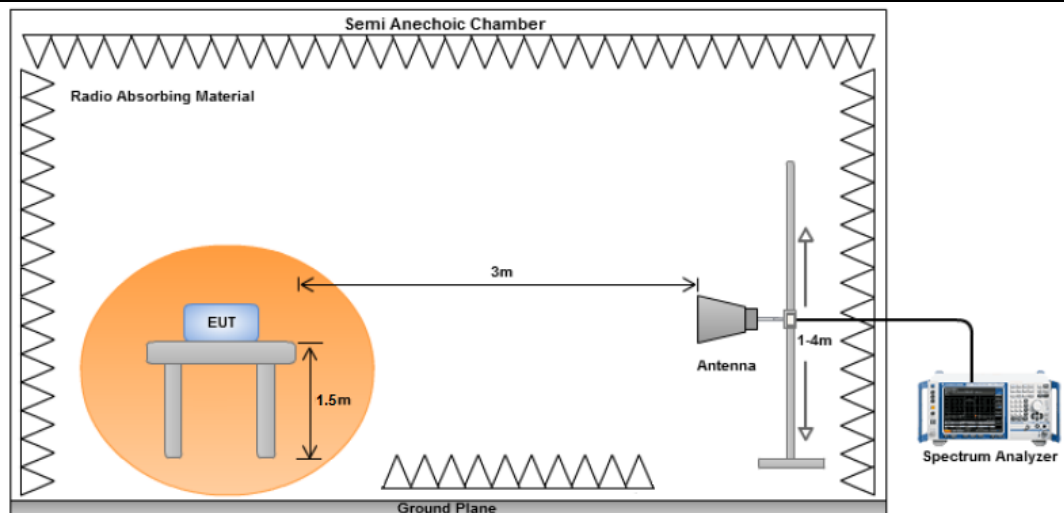 Semi Anechoic Chamber
Radio Absorbing Material
3m
EUT
1.5m
1-4m
Antenna
Spectrum Analyzer
Ground Plane